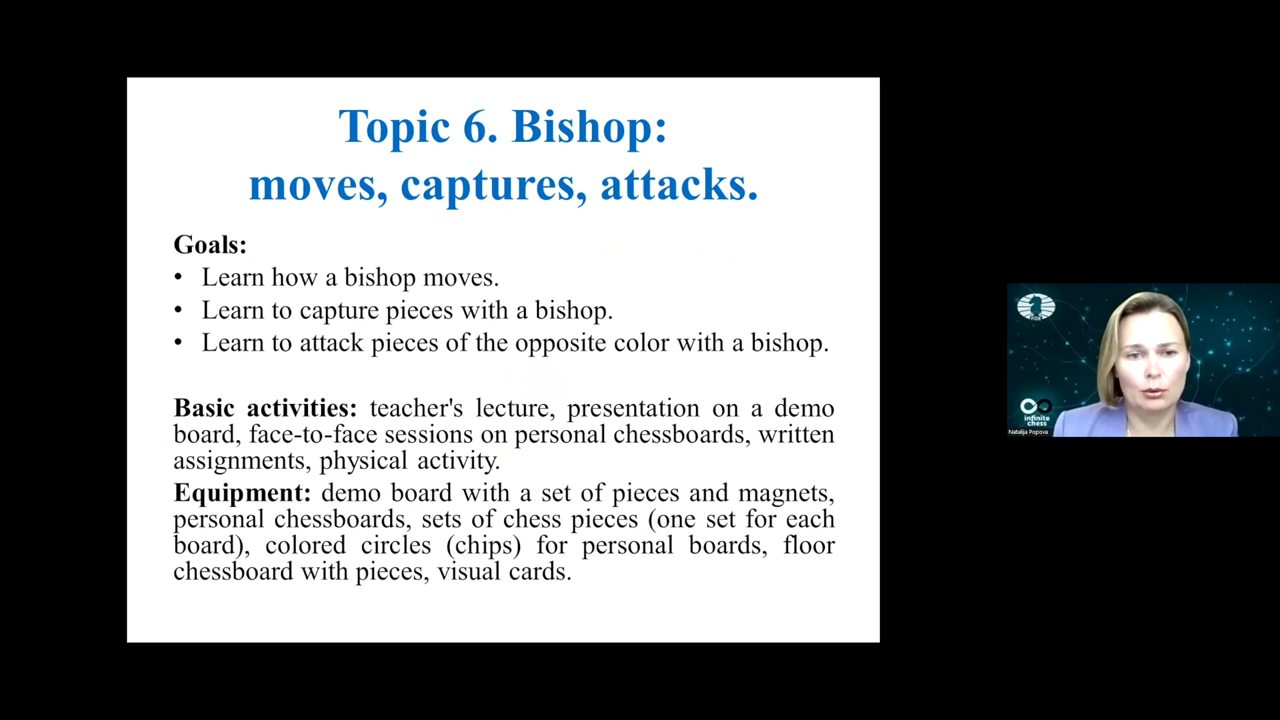 Topic 6. Bishop:
moves, captures, attacks.
Goals:
• Learn how a bishop moves.
• Learn to capture pieces with a bishop.
• Learn to attack pieces of the opposite color with a bishop.
Basic activities: teacher's lecture, presentation on a demo
board, face-to-face sessions on personal chessboards, written
assignments, physical activity.
Equipment: demo board with a set of pieces and magnets,
personal chessboards, sets of chess pieces (one set for each
board), colored circles (chips) for personal boards, floor
chessboard with pieces, visual cards.
FIDE
infinite
chess
Natalija Popova